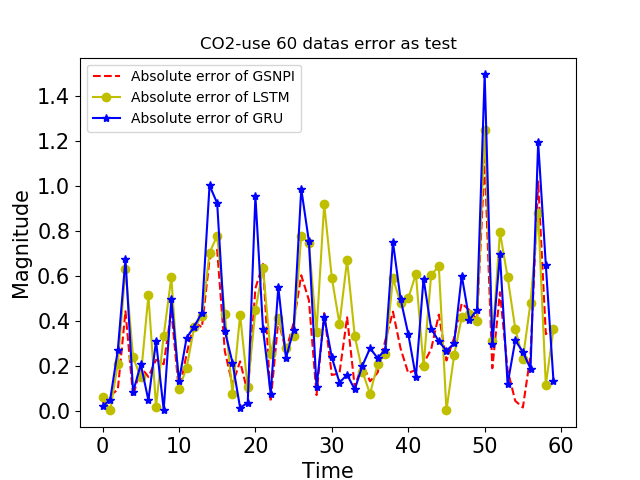 CO2-use 60 datas error as test
Absolute error of GSNPI
Absolute error of LSTM
Absolute error of GRU
Magnitude
1.4
1.2
1.0
0.8
0.6
0.4
0.2
0.0
0 10 20 30 40 50 60
Time